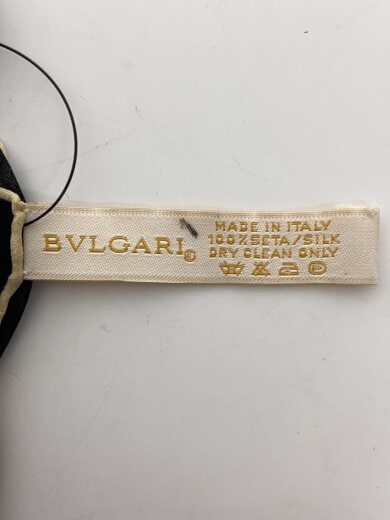 BVLGARI©
MADE IN ITALY
100% SETA/SILK
DRY CLEAN ONLY